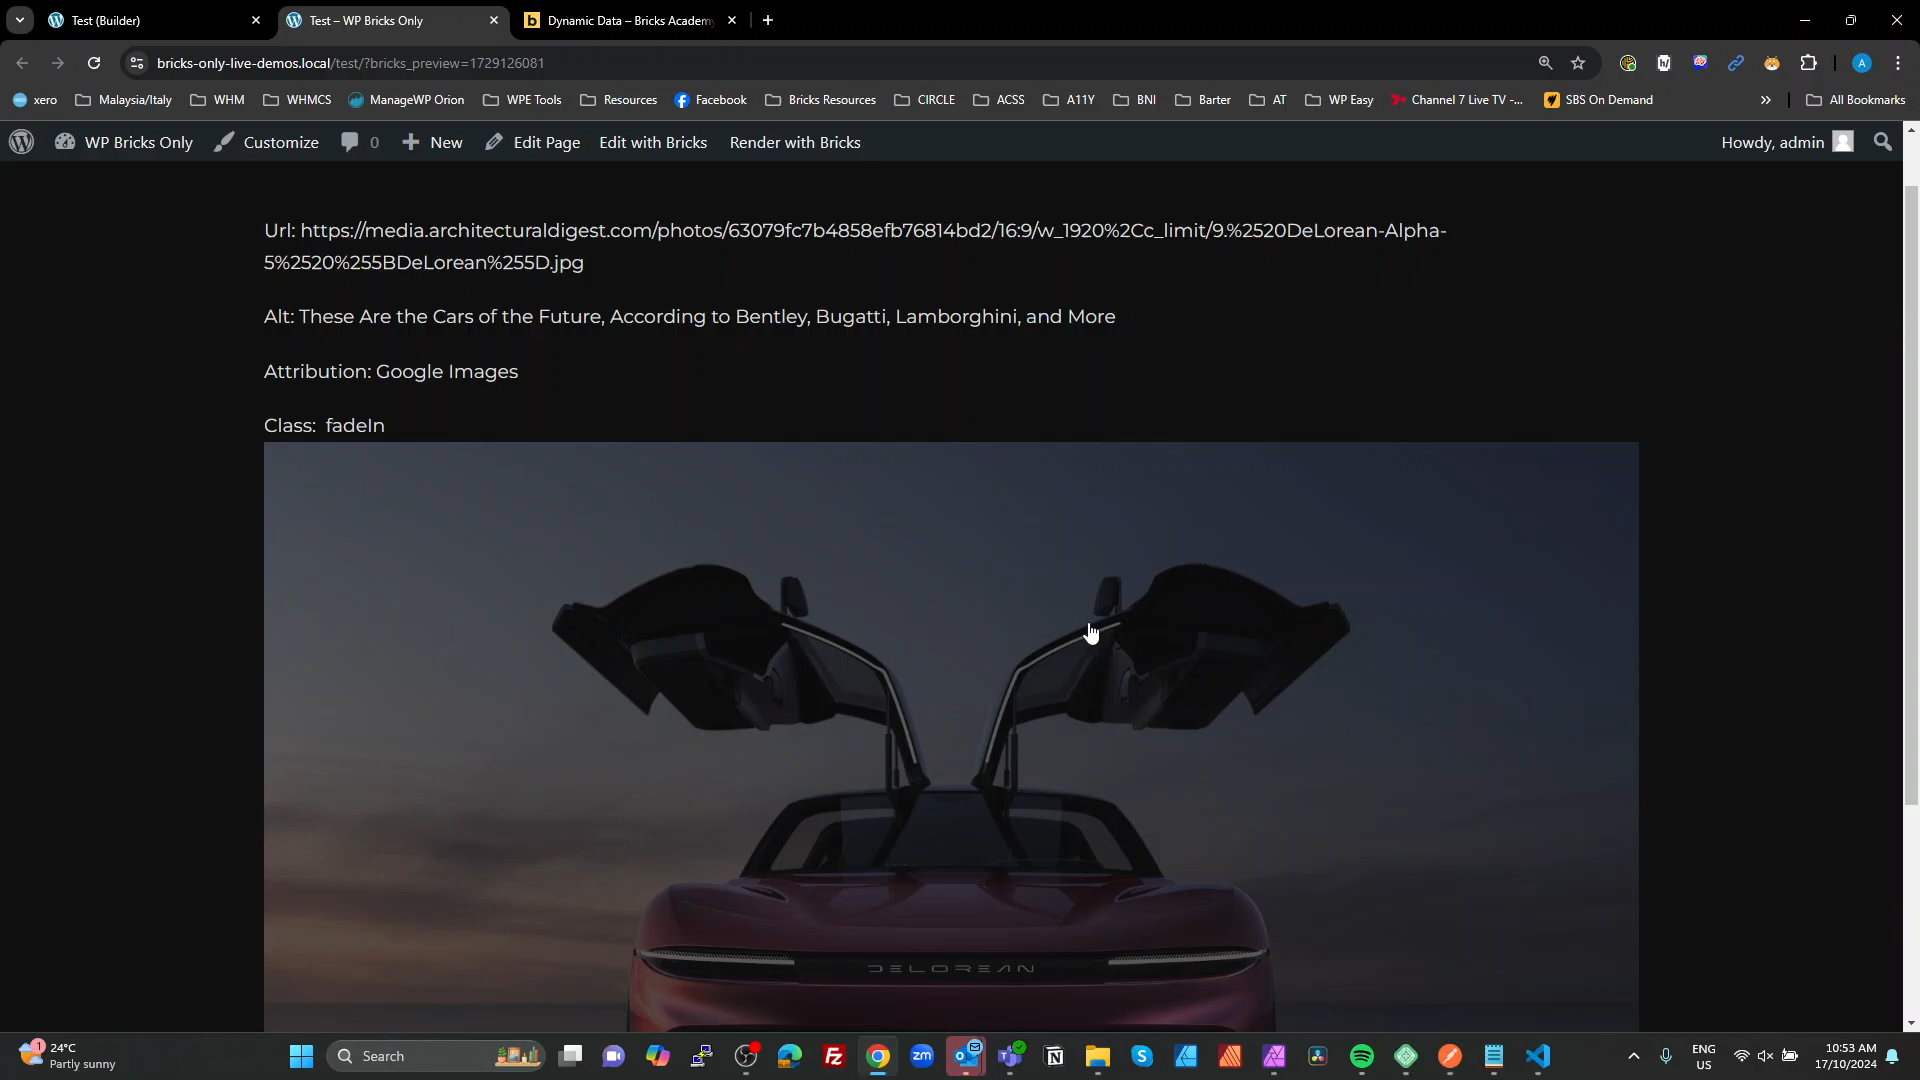 Test (Builder)
Test – WP Bricks Only
Dynamic Data – Bricks Academy
bricks-only-live-demos.local/test/?bricks_preview=1729126081
A
xero
Malaysia/Italy
WHM
WHMCS
ManageWP Orion
WPE Tools
Resources
Facebook
Bricks Resources
CIRCLE
ACSS
A11Y
BNI
Barter
AT
WP Easy
Channel 7 Live TV -...
SBS On Demand
All Bookmarks
WP Bricks Only
Customize
0
New
Edit Page
Edit with Bricks
Render with Bricks
Howdy, admin
Url: https://media.architecturaldigest.com/photos/63079fc7b4858efb76814bd2/16:9/w_1920%2Cc_limit/9.%2520DeLorean-Alpha-
5%2520%255BDeLorean%255D.jpg
Alt: These Are the Cars of the Future, According to Bentley, Bugatti, Lamborghini, and More
Attribution: Google Images
Class: fadeIn
DELOREAN
1
24°C
Partly sunny
Search
zm
ENG
US
10:53 AM
17/10/2024